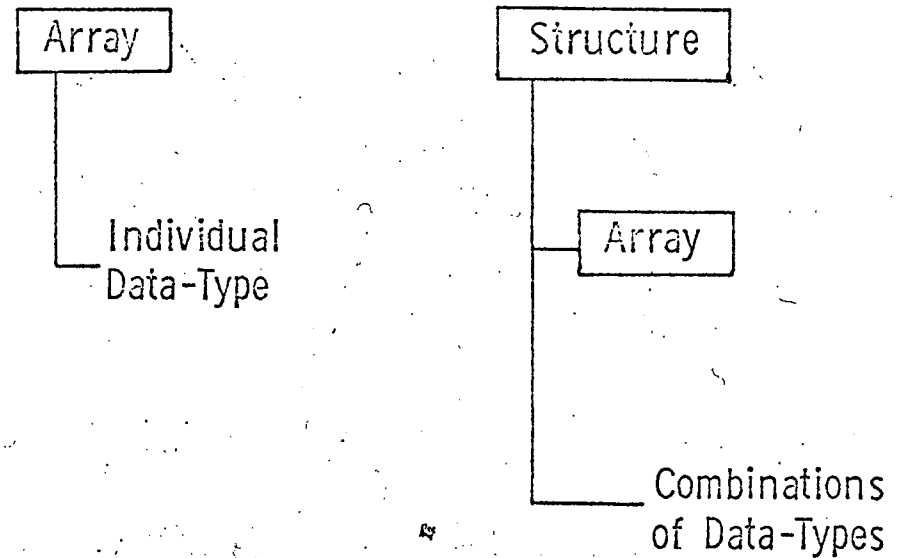 Array
Individual
Data-Type
Structure
Array
Combinations
of Data-Types